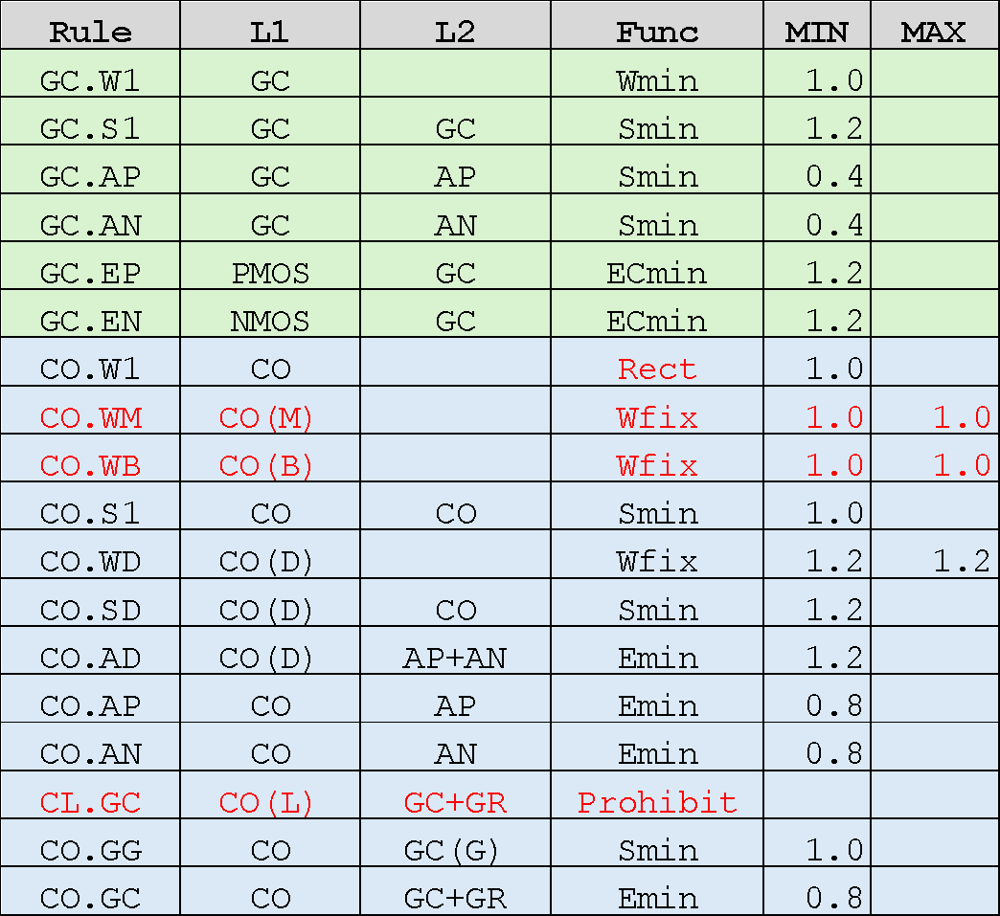 Rule L1 L2 Func MIN MAX
GC.W1 GC Wmin 1.0
GC.S1 GC GC Smin 1.2
GC.AP GC AP Smin 0.4
GC.AN GC AN Smin 0.4
GC.EP PMOS GC ECmin 1.2
GC.EN NMOS GC ECmin 1.2
CO.W1 CO Rect 1.0
CO.WM CO(M) Wfix 1.0 1.0
CO.WB CO(B) Wfix 1.0 1.0
CO.S1 CO CO Smin 1.0
CO.WD CO(D) Wfix 1.2 1.2
CO.SD CO(D) CO Smin 1.2
CO.AD CO(D) AP+AN Emin 1.2
CO.AP CO AP Emin 0.8
CO.AN CO AN Emin 0.8
CL.GC CO(L) GC+GR Prohibit
CO.GG CO GC(G) Smin 1.0
CO.GC CO GC+GR Emin 0.8